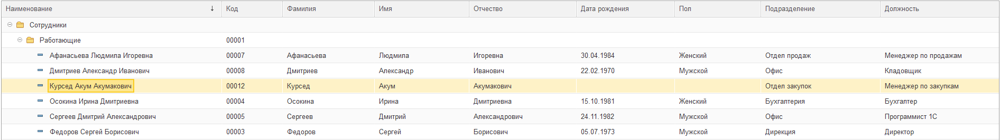 Наименование ↓ Код Фамилия Имя Отчество Дата рождения Пол Подразделение Должность
Сотрудники
Работающие 00001
Афанасьева Людмила Игоревна 00007 Афанасьева Людмила Игоревна 30.04.1984 Женский Отдел продаж Менеджер по продажам
Дмитриев Александр Иванович 00008 Дмитриев Александр Иванович 22.02.1970 Мужской Офис Кладовщик
Курсед Акум Акумакович 00012 Курсед Акум Акумакович Отдел закупок Менеджер по закупкам
Осокина Ирина Дмитриевна 00004 Осокина Ирина Дмитриевна 15.10.1981 Женский Бухгалтерия Бухгалтер
Сергеев Дмитрий Александрович 00005 Сергеев Дмитрий Александрович 24.11.1982 Мужской Офис Программист 1С
Федоров Сергей Борисович 00003 Федоров Сергей Борисович 05.07.1973 Мужской Дирекция Директор